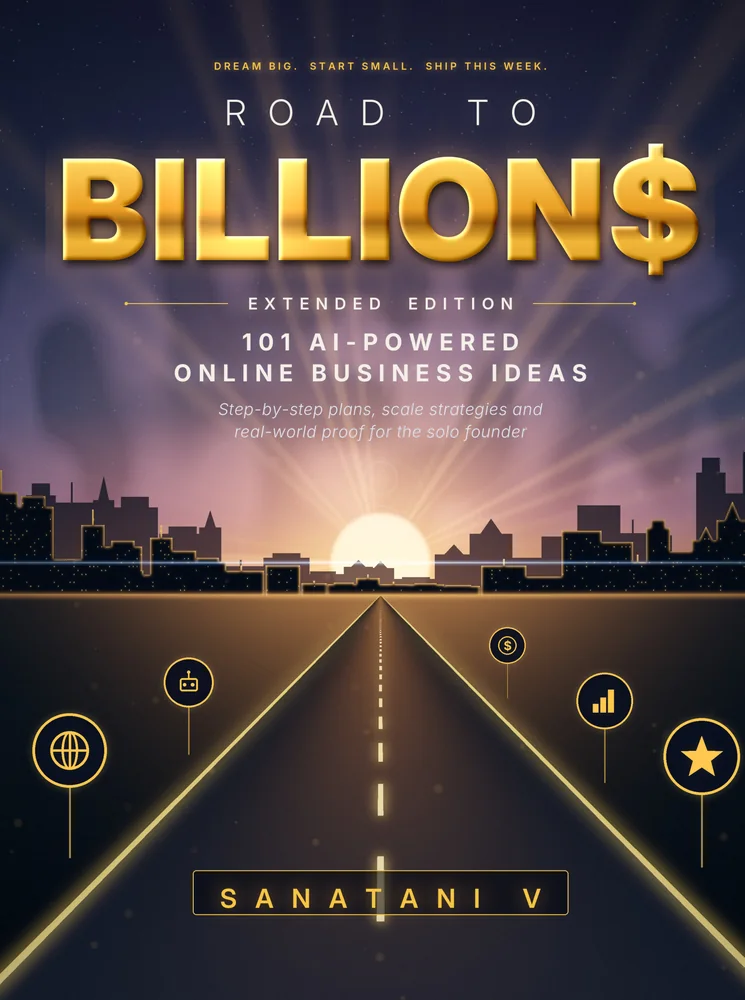 DREAM BIG. START SMALL. SHIP THIS WEEK.
ROAD TO
BILLION$
EXTENDED EDITION
101 AI-POWERED
ONLINE BUSINESS IDEAS
Step-by-step plans, scale strategies and
real-world proof for the solo founder
$
SANATANI V